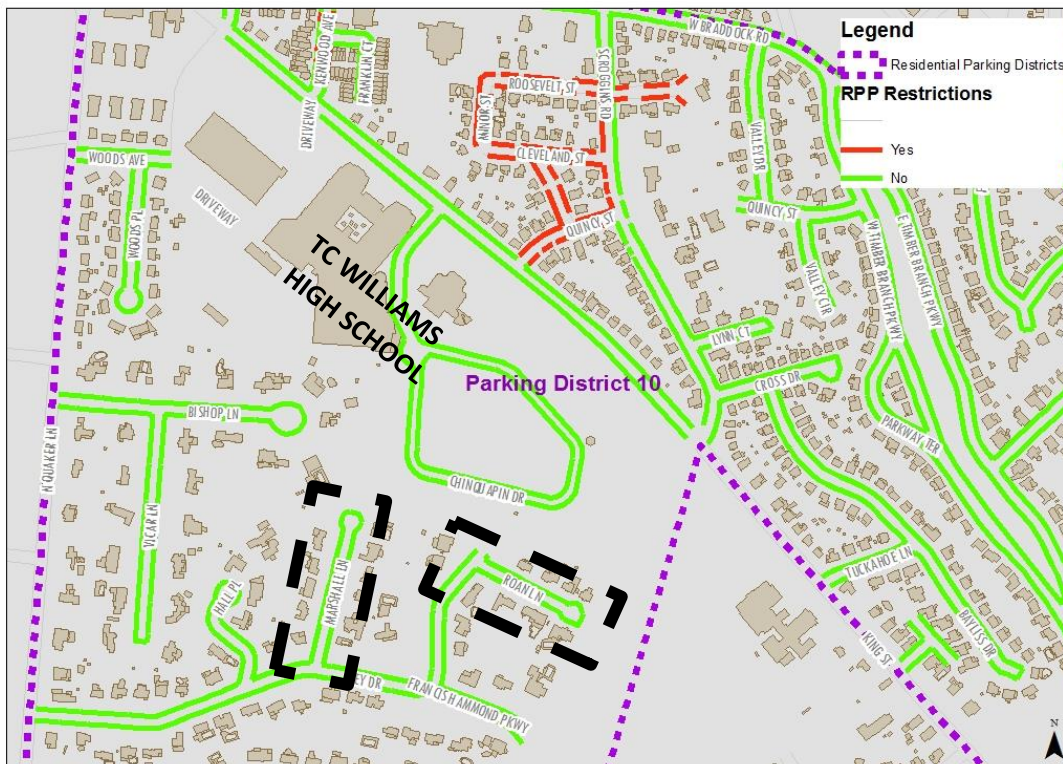 W BRADDOCK RD
Legend
Residential Parking Districts
RPP Restrictions
Yes
No
KENWOOD AVE
FRANKLIN CT
DRIVEWAY
SCROGGINS RD
ROOSEVELT ST
MINOR ST
CLEVELAND ST
QUINCY ST
VALLEY DR
QUINCY ST
VALLEY CIR
W TIMBER BRANCH PKWY
E TIMBER BRANCH PKWY
WOODS AVE
WOODS PL
DRIVEWAY
TC WILLIAMS
HIGH SCHOOL
LYNN CT
CROSS DR
Parking District 10
PARKWAY TER
BISHOP LN
N QUAKER LN
VICAR LN
CHINQUAPIN DR
MARSHALL LN
HALL PL
ROAN LN
TUCKAHOE LN
BAYLISS DR
KING ST
EY DR
FRANCIS HAMMOND PKWY
N